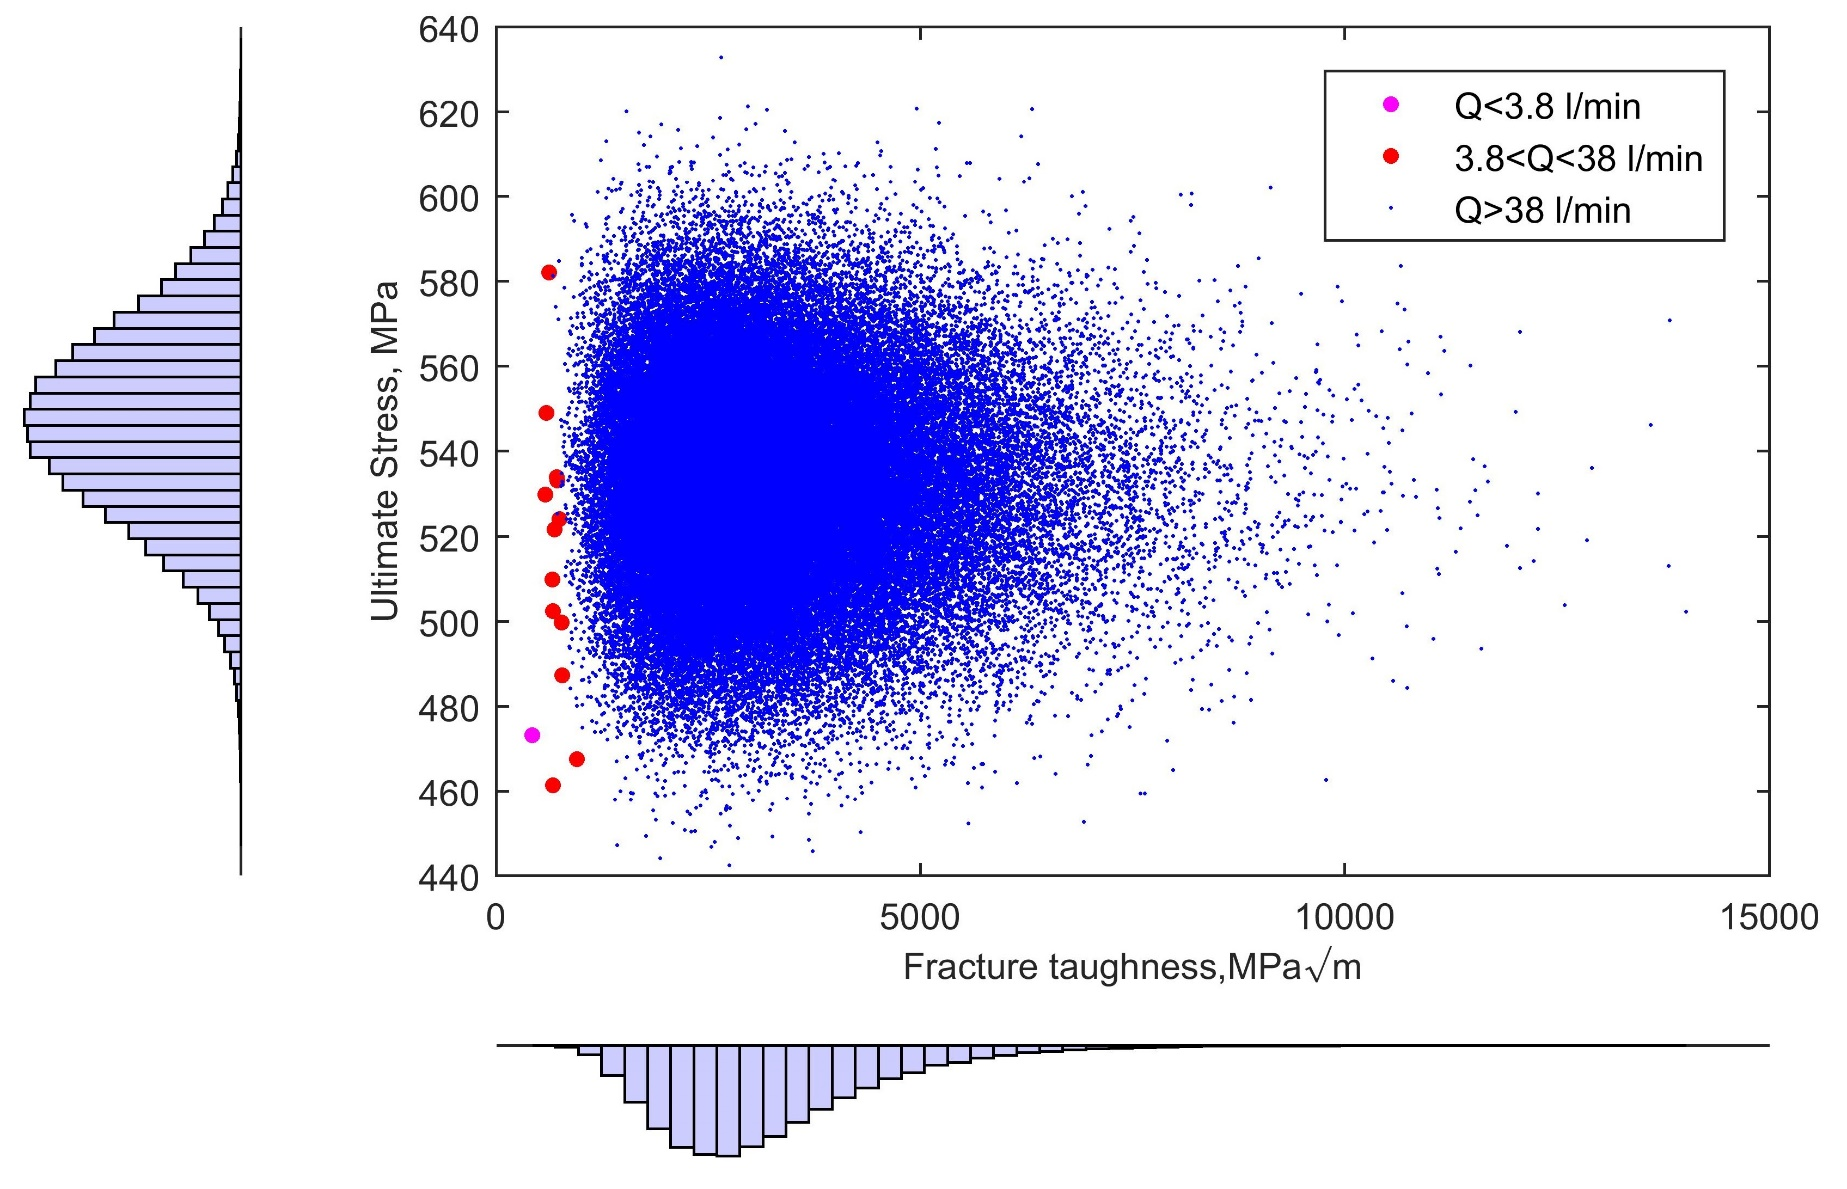 640
620
600
580
560
540
520
500
480
460
440
Ultimate Stress, MPa
Q<3.8 l/min
3.8<Q<38 l/min
Q>38 l/min
0 5000 10000 15000
Fracture taughness,MPa√m